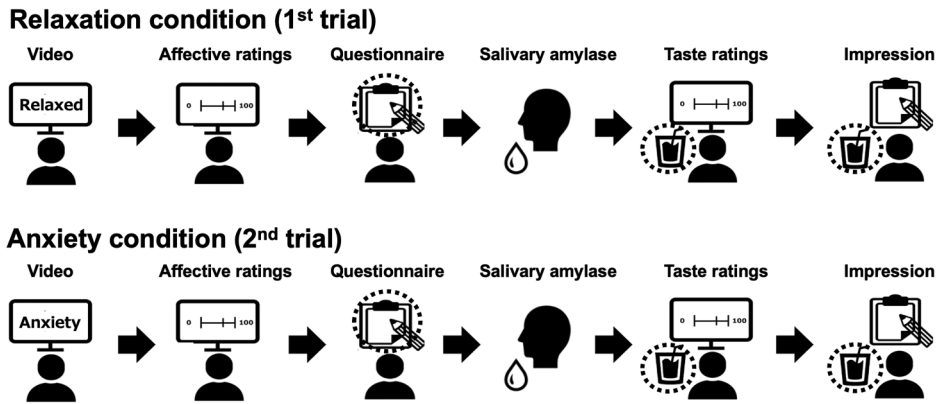 Relaxation condition (1st trial)
Video Affective ratings Questionnaire Salivary amylase Taste ratings Impression
Relaxed 0 100 0 100
Anxiety condition (2nd trial)
Video Affective ratings Questionnaire Salivary amylase Taste ratings Impression
Anxiety 0 100 0 100